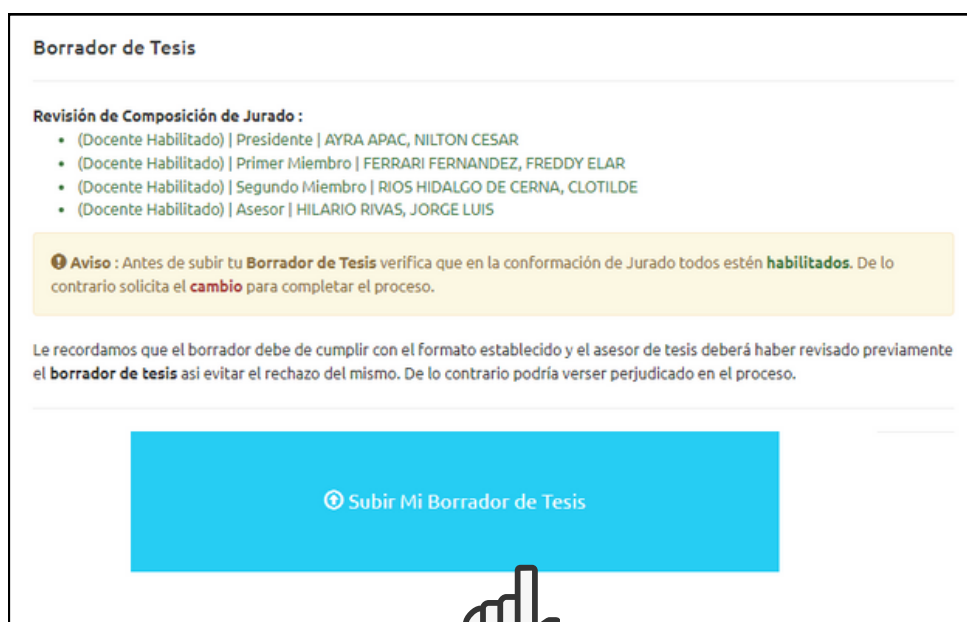 Borrador de Tesis
Revisión de Composición de Jurado :
• (Docente Habilitado) | Presidente | AYRA APAC, NILTON CESAR
• (Docente Habilitado) | Primer Miembro | FERRARI FERNANDEZ, FREDDY ELAR
• (Docente Habilitado) | Segundo Miembro | RIOS HIDALGO DE CERNA, CLOTILDE
• (Docente Habilitado) | Asesor | HILARIO RIVAS, JORGE LUIS
Aviso : Antes de subir tu Borrador de Tesis verifica que en la conformación de Jurado todos estén habilitados. De lo
contrario solicita el cambio para completar el proceso.
Le recordamos que el borrador debe de cumplir con el formato establecido y el asesor de tesis deberá haber revisado previamente
el borrador de tesis asi evitar el rechazo del mismo. De lo contrario podría verser perjudicado en el proceso.
Subir Mi Borrador de Tesis